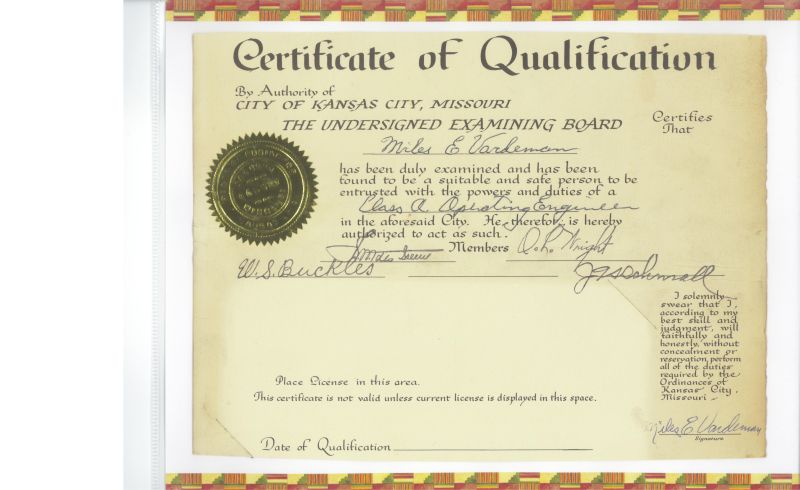 Certificate of Qualification
By Authority of
CITY OF KANSAS CITY, MISSOURI
THE UNDERSIGNED EXAMINING BOARD
Certifies
That
Miles E Vardeman
has been duly examined and has been
found to be a suitable and safe person to be
entrusted with the powers and duties of a
Class A. Operating Engineer
in the aforesaid City. He, therefor, is hereby
authorized to act as such.
Members
O. L. Wright
W. S. Buckles
I solemnly
swear that I,
according to my
best skill and
judgment, will
faithfully and
honestly, without
concealment or
reservation, perform
all of the duties
required by the
Ordinances of
Kansas City,
Missouri.
Miles E. Vardeman
Signature
Place License in this area.
This certificate is not valid unless current license is displayed in this space.
Date of Qualification